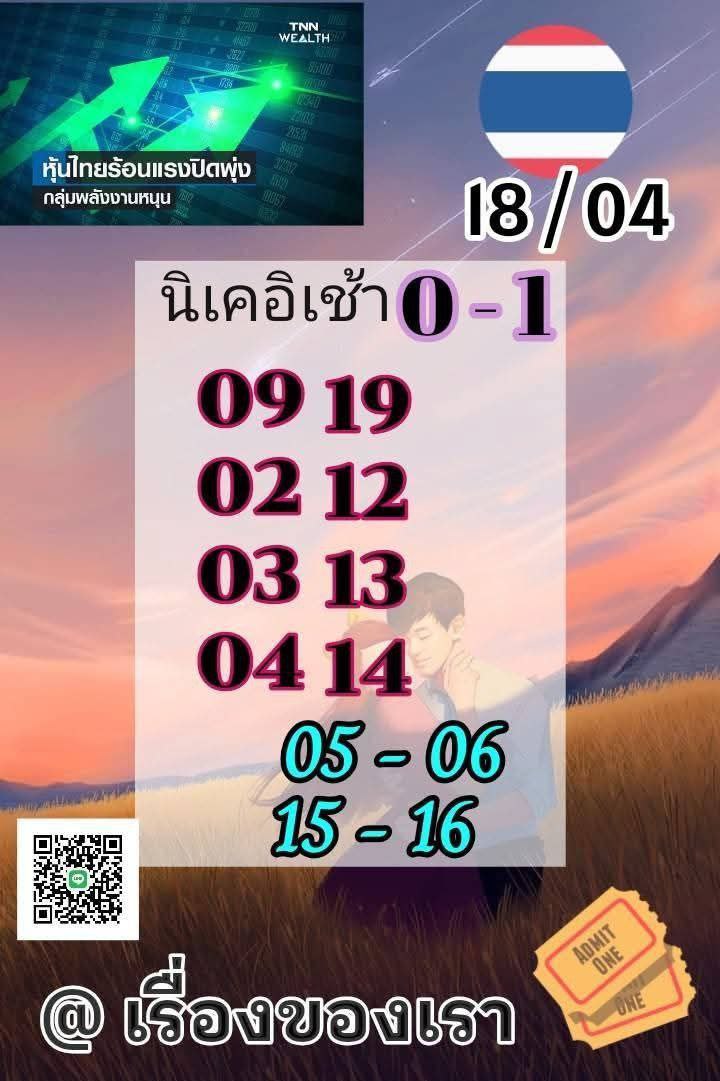 TNN
WEALTH
หุ้นไทยร้อนแรงปิดพุ่ง
กลุ่มพลังงานหนุน
18/04
นิเคอิเช้า 0-1
09 19
02 12
03 13
04 14
05 - 06
15 - 16
LINE
ADMIT
ONE
ONE
@ เรื่องของเรา